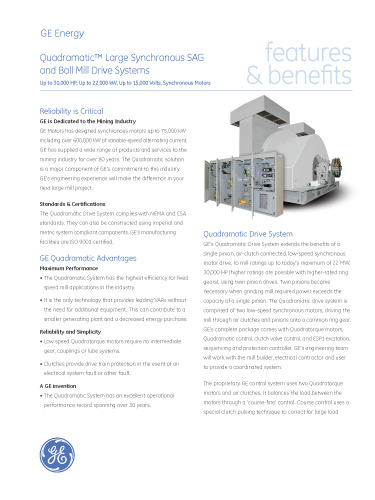 GE Energy
Quadramatic™ Large Synchronous SAG
and Ball Mill Drive Systems
Up to 30,000 HP, Up to 22,000 kW, Up to 15,000 Volts, Synchronous Motors
features
& benefits
Reliability is Critical
GE is Dedicated to the Mining Industry
GE Motors has designed synchronous motors up to 75,000 kW
including over 600,000 kW of variable-speed alternating current.
GE has supplied a wide range of products and services to the
mining industry for over 80 years. The Quadramatic solution
is a major component of GE's commitment to this industry.
GE's engineering experience will make the difference in your
next large mill project.
Standards & Certifications
The Quadramatic Drive System complies with NEMA and CSA
standards. They can also be constructed using imperial and
metric system compliant components. GE'S manufacturing
facilities are ISO 9001 certified.
GE Quadramatic Advantages
Maximum Performance
• The Quadramatic System has the highest efficiency for fixed
speed mill applications in the industry.
• It is the only technology that provides leading VARs without
the need for additional equipment. This can contribute to a
smaller generating plant and a decreased energy purchase.
Reliability and Simplicity
• Low speed Quadratorque motors require no intermediate
gear, couplings or lube systems.
• Clutches provide drive train protection in the event of an
electrical system fault or other fault.
A GE invention
• The Quadramatic System has an excellent operational
performance record spanning over 30 years.
Quadramatic Drive System
GE's Quadramatic Drive System extends the benefits of a
single pinion, air-clutch connected, low-speed synchronous
motor drive, to mill ratings up to today's maximum of 22 MW,
30,000 HP (higher ratings are possible with higher-rated ring
gears), using twin pinion drives. Twin pinions become
necessary when grinding mill required power exceeds the
capacity of a single pinion. The Quadramatic drive system is
comprised of two low-speed synchronous motors, driving the
mill through air clutches and pinions onto a common ring gear.
GE's complete package comes with Quadratorque motors,
Quadramatic control, clutch valve control, and ESP2 excitation,
sequencing and protection controller. GE's engineering team
will work with the mill builder, electrical contractor and user
to provide a coordinated system.
The proprietary GE control system uses two Quadratorque
motors and air clutches. It balances the load between the
motors through a 'course-fine' control. Course control uses a
special clutch pulsing technique to correct for large load